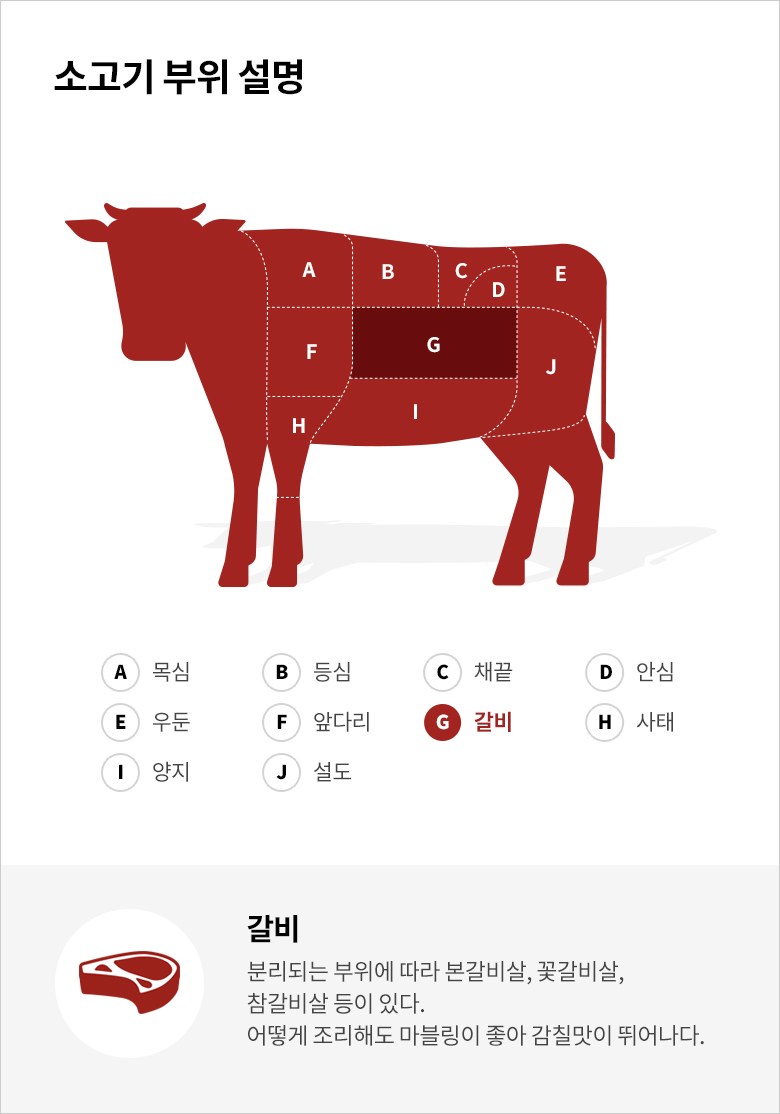 소고기 부위 설명
A B C D E
F G J
H I
A 목심 B 등심 C 채끝 D 안심
E 우둔 F 앞다리 G 갈비 H 사태
I 양지 J 설도
갈비
분리되는 부위에 따라 본갈비살, 꽃갈비살,
참갈비살 등이 있다.
어떻게 조리해도 마블링이 좋아 감칠맛이 뛰어나다.